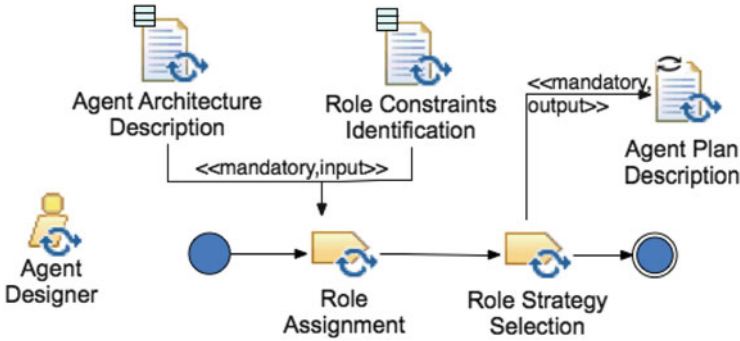 Agent Architecture
Description
Role Constraints
Identification
<<mandatory,
output>>
Agent Plan
Description
<<mandatory,input>>
Agent
Designer
Role
Assignment
Role Strategy
Selection